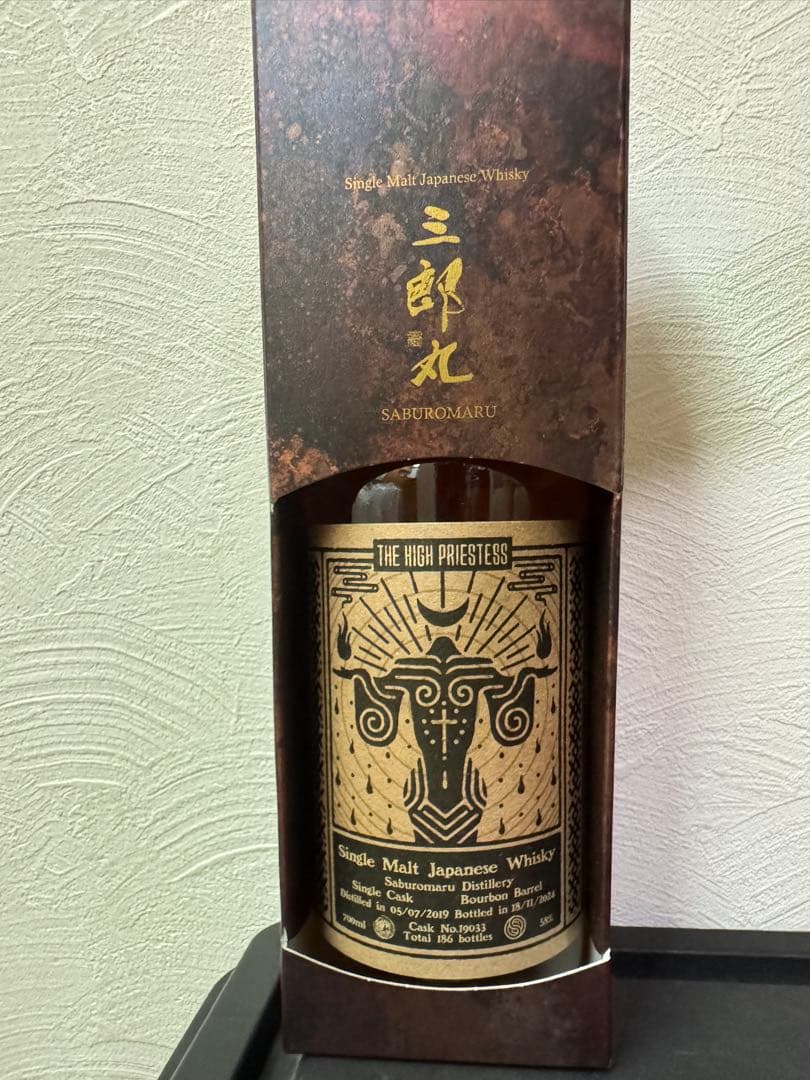 Single Malt Japanese Whisky
三郎丸
SABUROMARU
THE HIGH PRIESTESS
Single Malt Japanese Whisky
Saburomaru Distillery
Single Cask Bourbon Barrel
Distilled in 05/07/2019 Bottled in 18/11/2024
700ml Cask No.19033 58%
Total 186 bottles